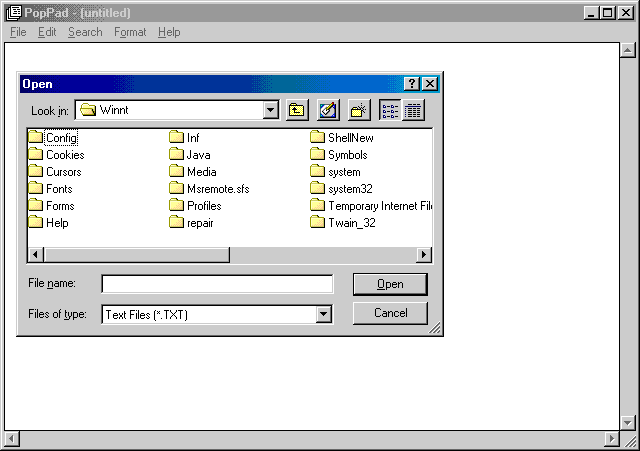 PopPad - (untitled)
File Edit Search Format Help
Open
Look in: Winnt
Config Inf ShellNew
Cookies Java Symbols
Cursors Media system
Fonts Msremote.sfs system32
Forms Profiles Temporary Internet Fil
Help repair Twain_32
File name: Open
Files of type: Text Files (*.TXT) Cancel